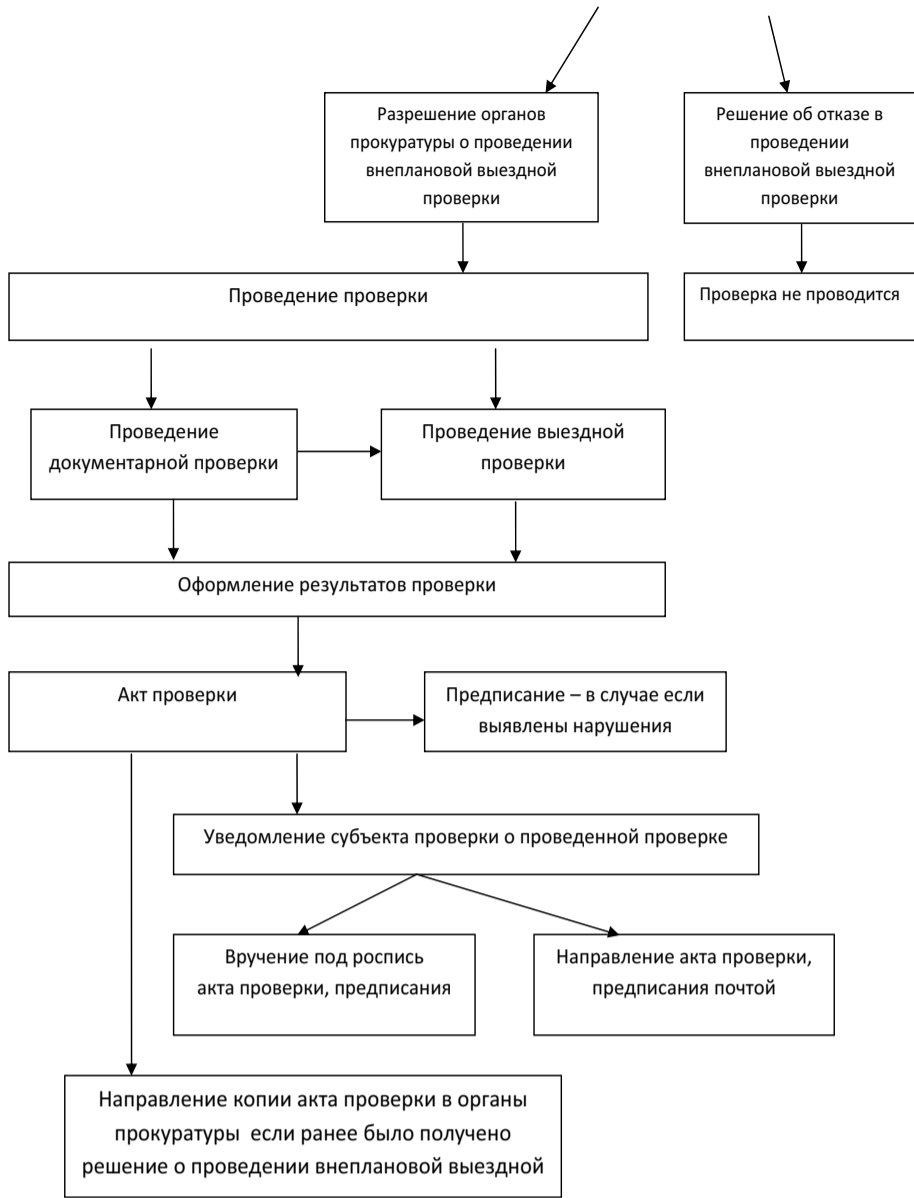 Разрешение органов
прокуратуры о проведении
внеплановой выездной
проверки
Решение об отказе в
проведении
внеплановой выездной
проверки
Проведение проверки
Проверка не проводится
Проведение
документарной проверки
Проведение выездной
проверки
Оформление результатов проверки
Акт проверки
Предписание – в случае если
выявлены нарушения
Уведомление субъекта проверки о проведенной проверке
Вручение под роспись
акта проверки, предписания
Направление акта проверки,
предписания почтой
Направление копии акта проверки в органы
прокуратуры если ранее было получено
решение о проведении внеплановой выездной